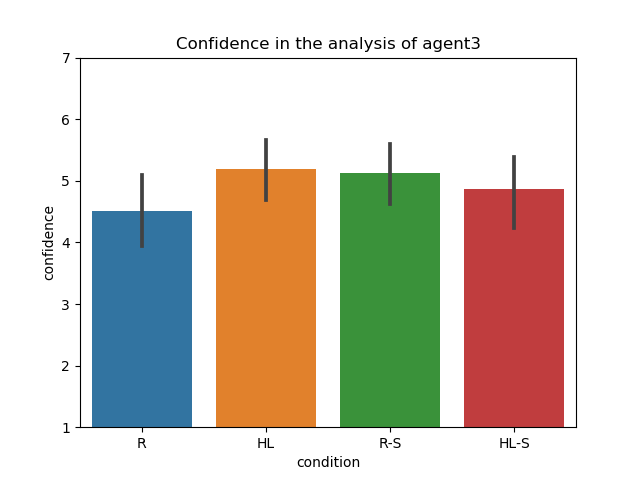 Confidence in the analysis of agent3
7
6
5
4
3
2
1
confidence
R HL R-S HL-S
condition